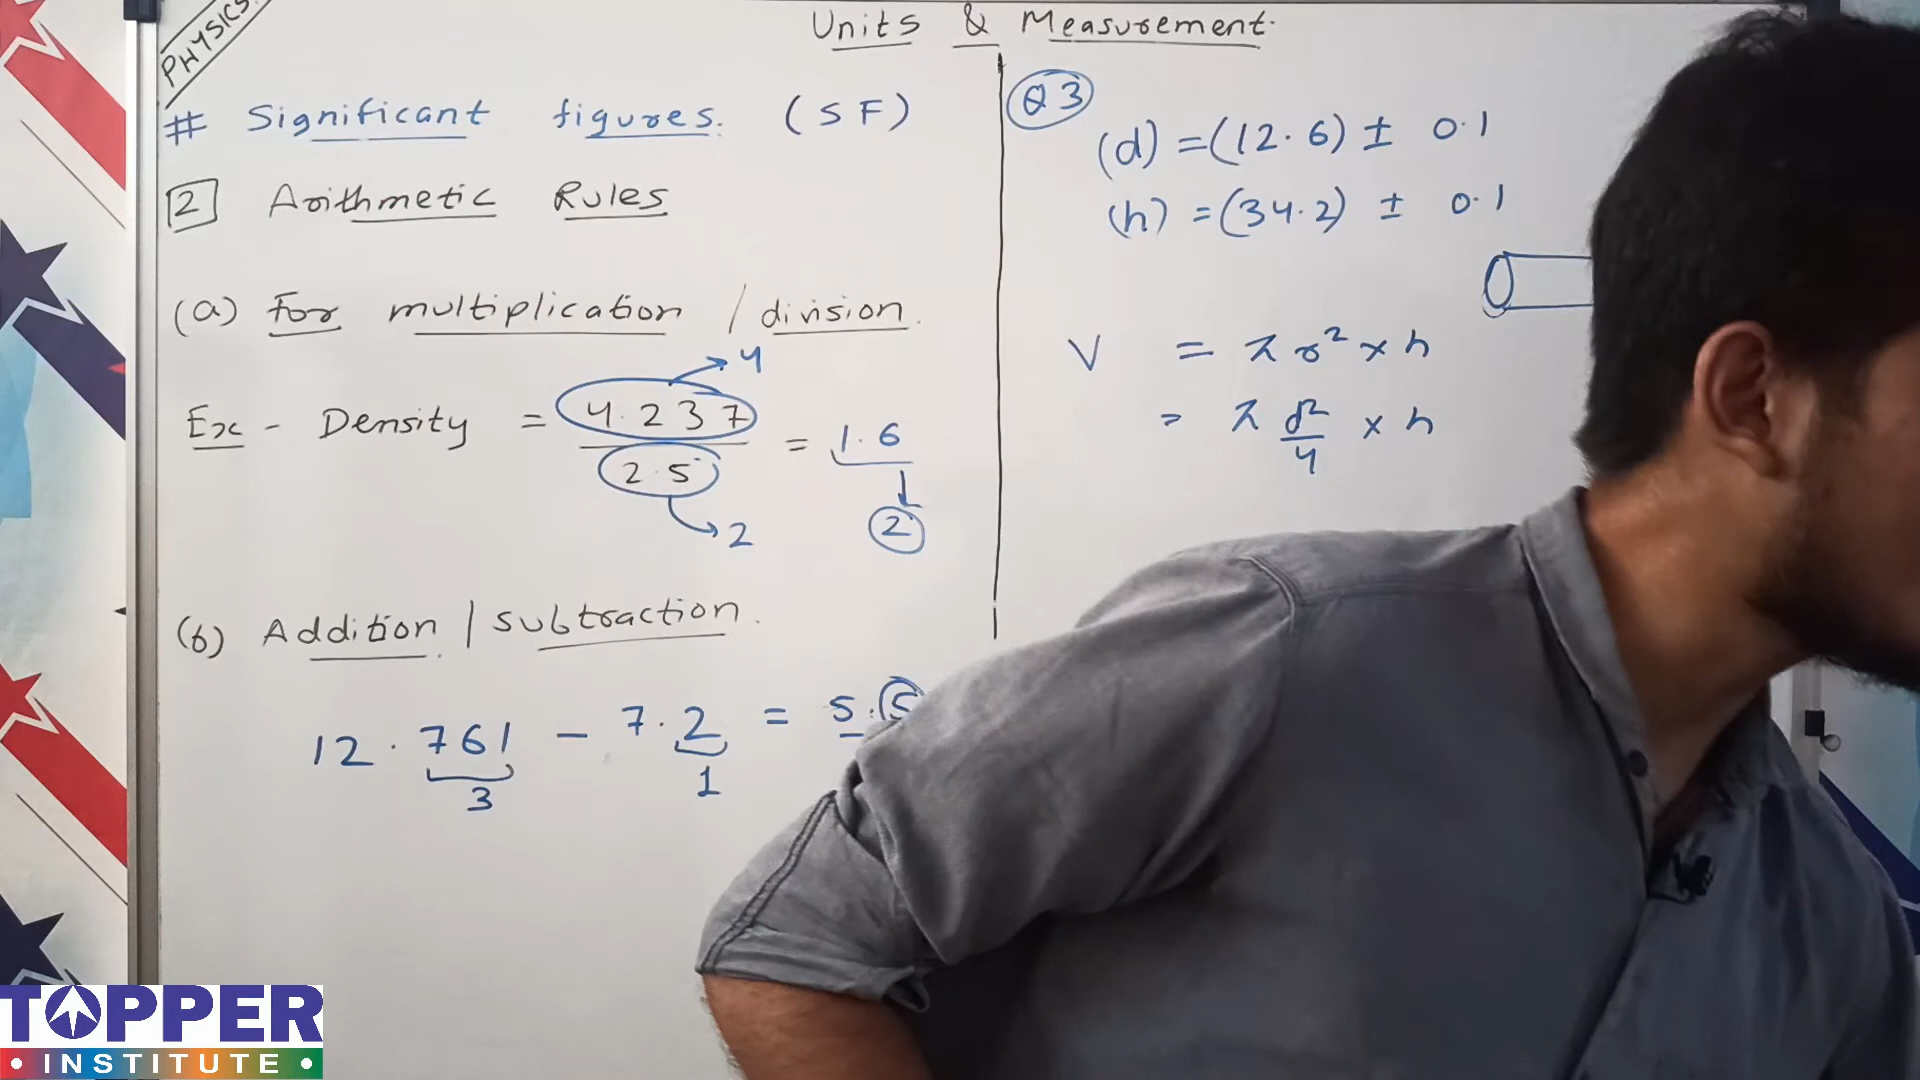 PHYSICS
Units & Measurement.
# Significant figures. (SF)
2 Arithmetic Rules
(a) For multiplication / division.
4
Ex - Density = 4.237 / 2.5 = 1.6
2
2
(b) Addition / subtraction.
12.761 - 7.2 = 5.5
3 1
Q3
(d) = (12.6) ± 0.1
(h) = (34.2) ± 0.1
V = π r² × h
= π d²/4 × h
TOPPER
• INSTITUTE •